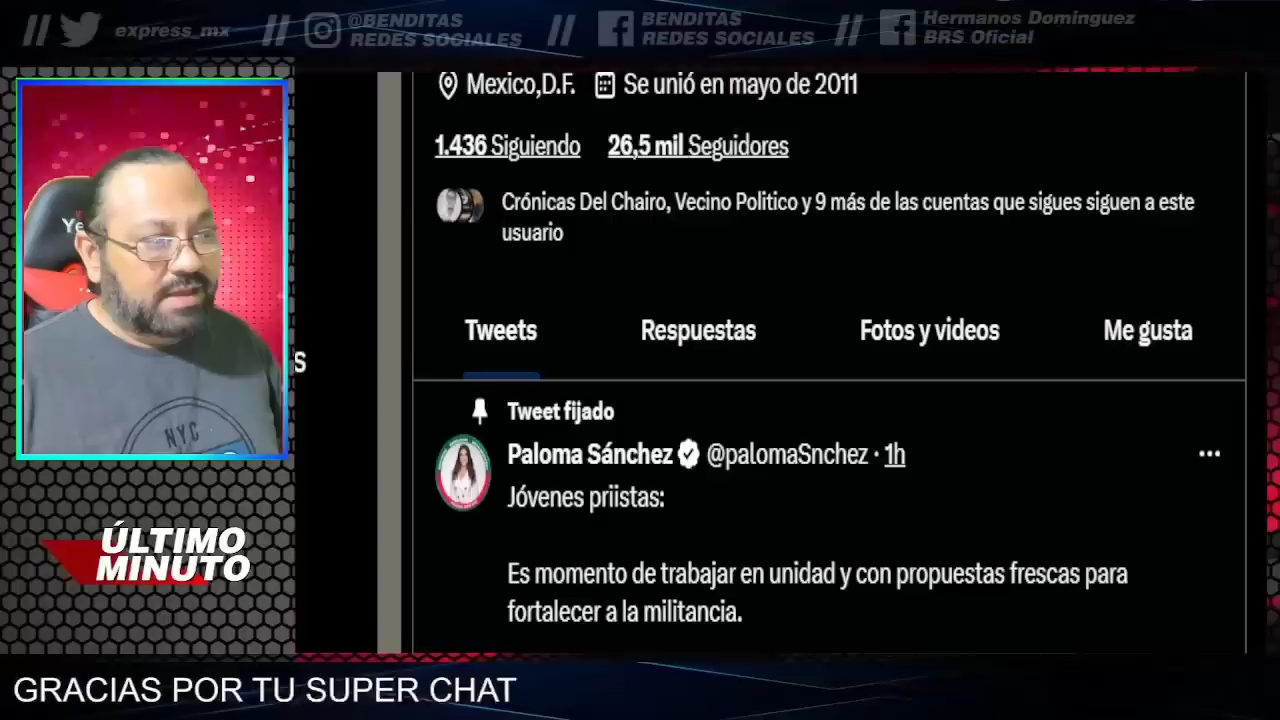 express_mx
@BENDITAS
REDES SOCIALES
BENDITAS
REDES SOCIALES
Hermanos Dominguez
BRS Oficial
Mexico,D.F. Se unió en mayo de 2011
1.436 Siguiendo 26,5 mil Seguidores
Crónicas Del Chairo, Vecino Politico y 9 más de las cuentas que sigues siguen a este
usuario
Tweets Respuestas Fotos y videos Me gusta
Tweet fijado
Paloma Sánchez @palomaSnchez · 1h
Jóvenes priistas:
Es momento de trabajar en unidad y con propuestas frescas para
fortalecer a la militancia.
S
Ye
NYC
ÚLTIMO
MINUTO
GRACIAS POR TU SUPER CHAT